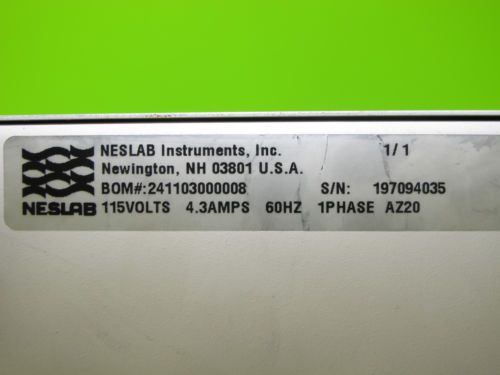 NESLAB Instruments, Inc. 1/1
Newington, NH 03801 U.S.A.
BOM#:241103000008 S/N: 197094035
NESLAB 115VOLTS 4.3AMPS 60HZ 1PHASE AZ20